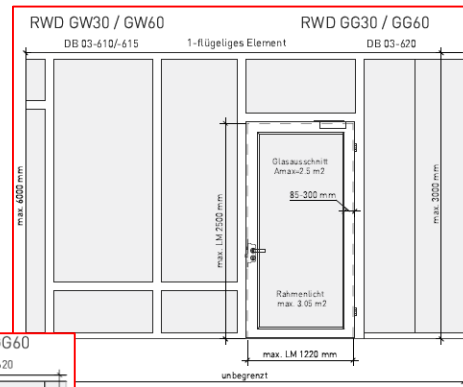 RWD GW30 / GW60 RWD GG30 / GG60
DB 03-610/-615 1-flügeliges Element DB 03-620
max. 6000 mm
max. LM 2500 mm
Glasausschnitt
Amax=2.5 m2
85-300 mm
max. 3000 mm
Rahmenlicht
max. 3.05 m2
max. LM 1220 mm
unbegrenzt
GG60
620